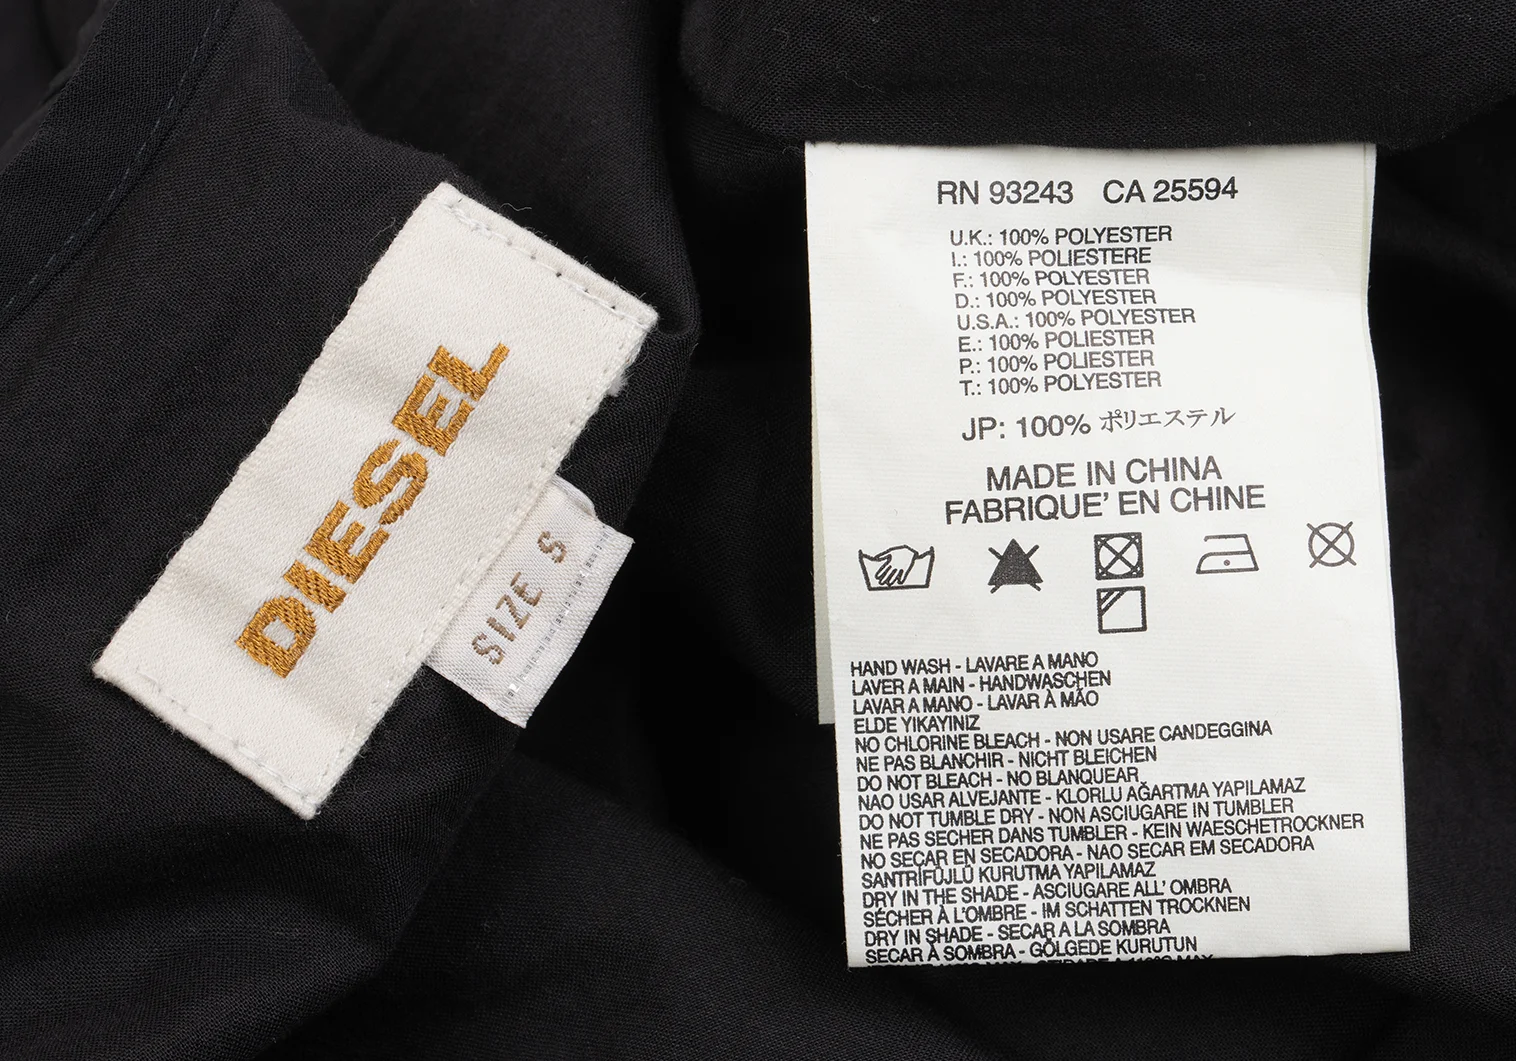 DIESEL
SIZE S
RN 93243 CA 25594
U.K.: 100% POLYESTER
I.: 100% POLIESTERE
F.: 100% POLYESTER
D.: 100% POLYESTER
U.S.A.: 100% POLYESTER
E.: 100% POLIESTER
P.: 100% POLIESTER
T.: 100% POLYESTER
JP: 100% ポリエステル
MADE IN CHINA
FABRIQUE' EN CHINE
HAND WASH - LAVARE A MANO
LAVER A MAIN - HANDWASCHEN
LAVAR A MANO - LAVAR À MÃO
ELDE YIKAYINIZ
NO CHLORINE BLEACH - NON USARE CANDEGGINA
NE PAS BLANCHIR - NICHT BLEICHEN
DO NOT BLEACH - NO BLANQUEAR
NAO USAR ALVEJANTE - KLORLU AĞARTMA YAPILAMAZ
DO NOT TUMBLE DRY - NON ASCIUGARE IN TUMBLER
NE PAS SECHER DANS TUMBLER - KEIN WAESCHETROCKNER
NO SECAR EN SECADORA - NAO SECAR EM SECADORA
SANTRİFÜJLÜ KURUTMA YAPILAMAZ
DRY IN THE SHADE - ASCIUGARE ALL' OMBRA
SÉCHER À L'OMBRE - IM SCHATTEN TROCKNEN
DRY IN SHADE - SECAR A LA SOMBRA
SECAR À SOMBRA - GÖLGEDE KURUTUN